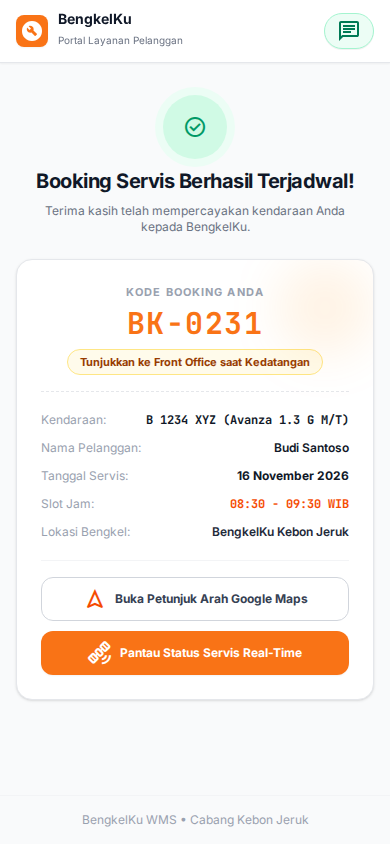 BengkelKu
Portal Layanan Pelanggan
Booking Servis Berhasil Terjadwal!
Terima kasih telah mempercayakan kendaraan Anda
kepada BengkelKu.
KODE BOOKING ANDA
BK-0231
Tunjukkan ke Front Office saat Kedatangan
Kendaraan: B 1234 XYZ (Avanza 1.3 G M/T)
Nama Pelanggan: Budi Santoso
Tanggal Servis: 16 November 2026
Slot Jam: 08:30 - 09:30 WIB
Lokasi Bengkel: BengkelKu Kebon Jeruk
Buka Petunjuk Arah Google Maps
Pantau Status Servis Real-Time
BengkelKu WMS • Cabang Kebon Jeruk